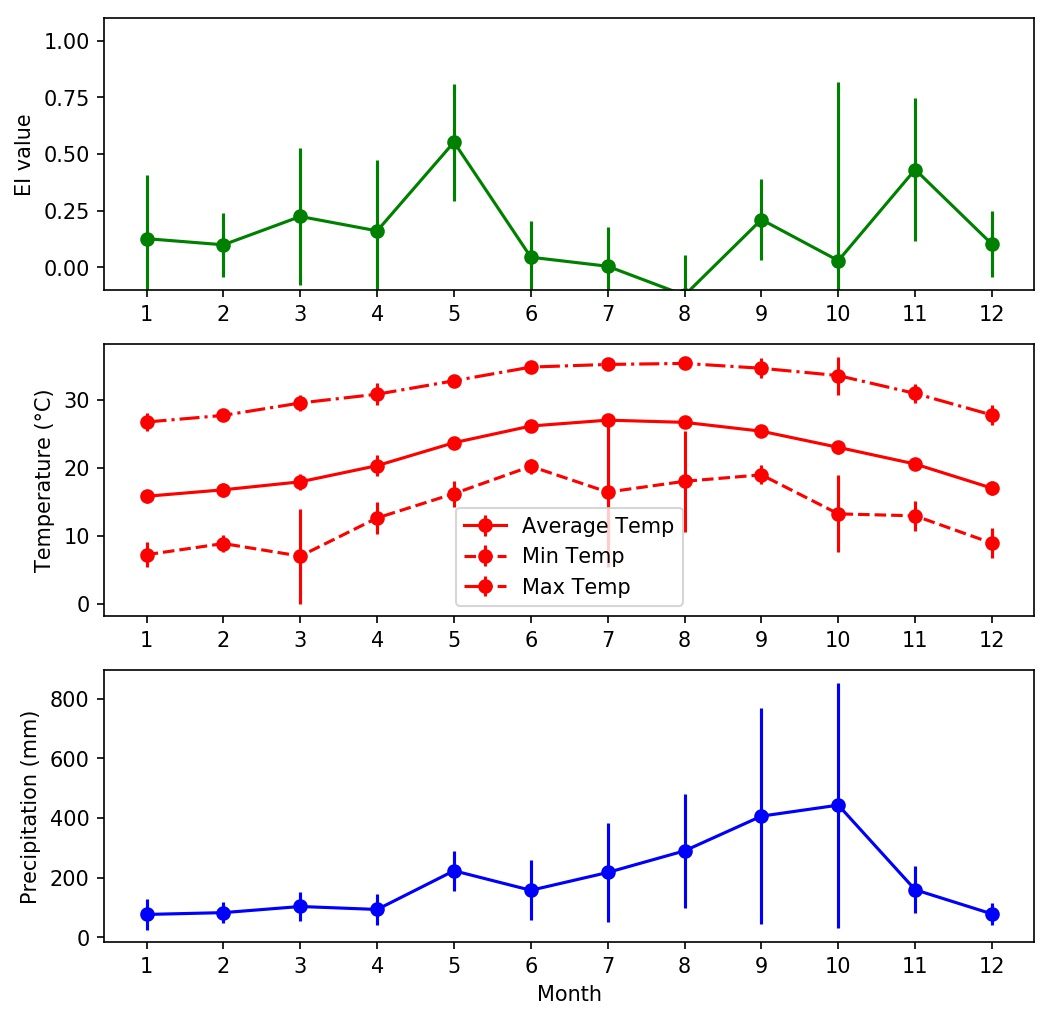 EI value
1.00
0.75
0.50
0.25
0.00
1 2 3 4 5 6 7 8 9 10 11 12
Temperature (°C)
30
20
10
0
Average Temp
Min Temp
Max Temp
1 2 3 4 5 6 7 8 9 10 11 12
Precipitation (mm)
800
600
400
200
0
1 2 3 4 5 6 7 8 9 10 11 12
Month